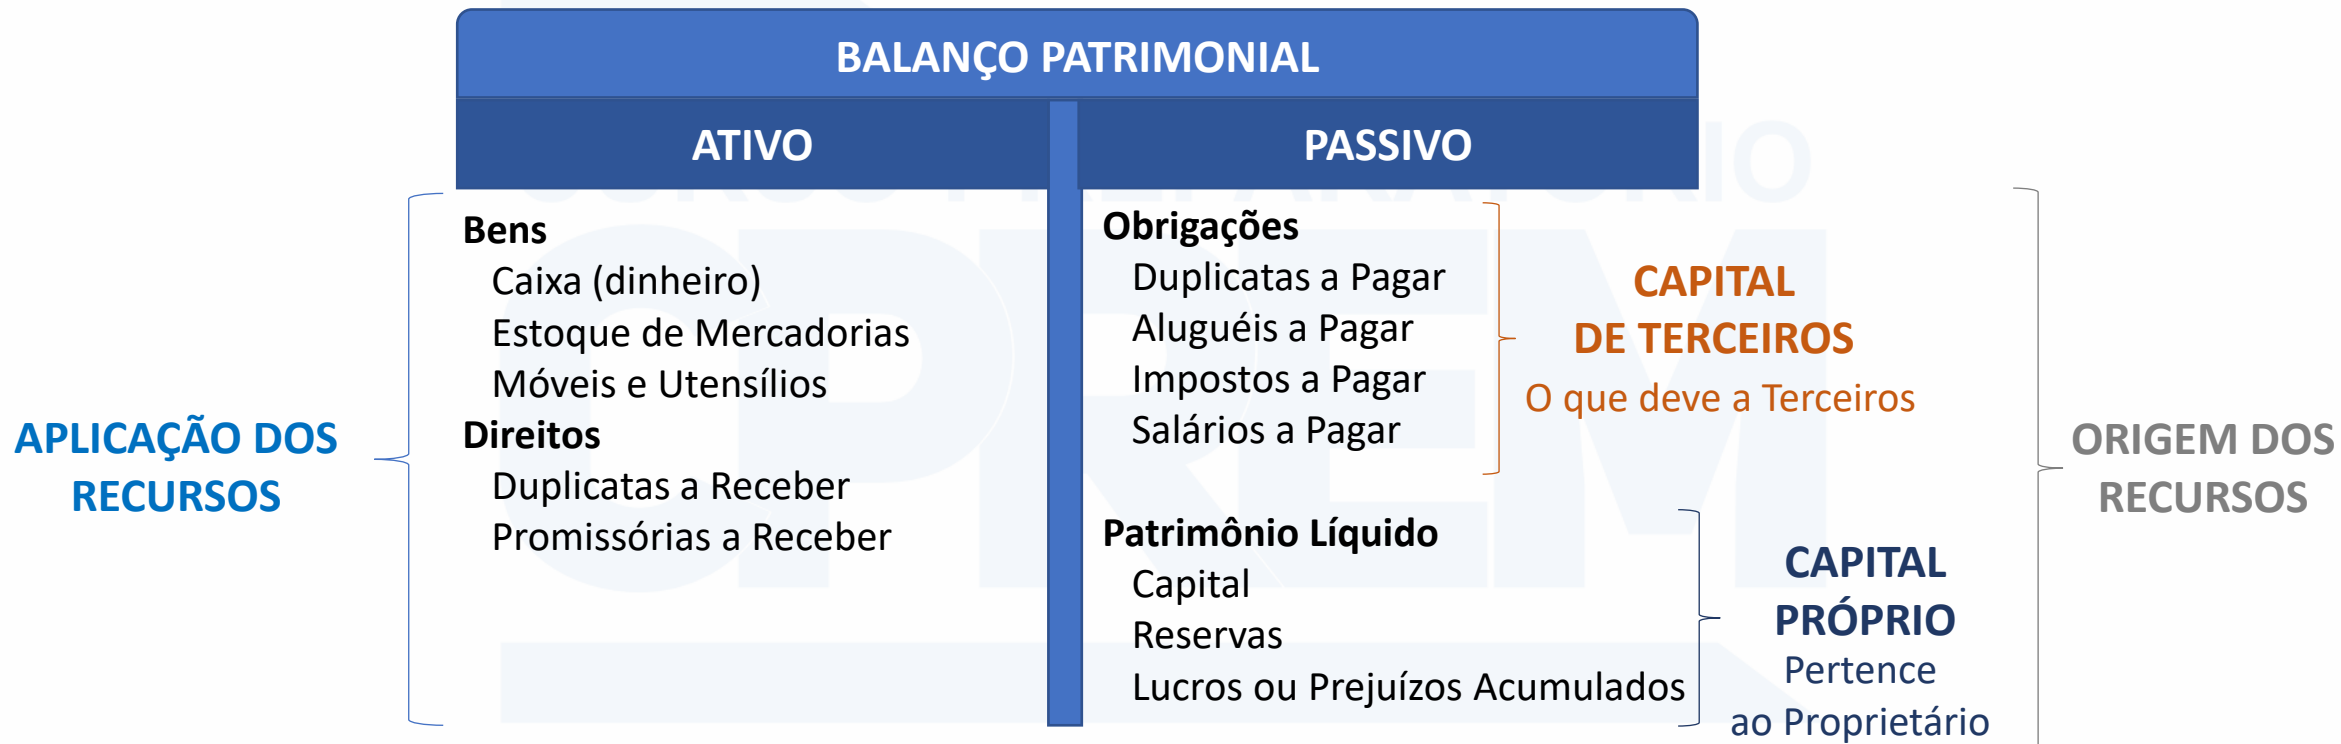 BALANÇO PATRIMONIAL
ATIVO
PASSIVO
APLICAÇÃO DOS
RECURSOS
Bens
Caixa (dinheiro)
Estoque de Mercadorias
Móveis e Utensílios
Direitos
Duplicatas a Receber
Promissórias a Receber
Obrigações
Duplicatas a Pagar
Aluguéis a Pagar
Impostos a Pagar
Salários a Pagar
CAPITAL
DE TERCEIROS
O que deve a Terceiros
Patrimônio Líquido
Capital
Reservas
Lucros ou Prejuízos Acumulados
CAPITAL
PRÓPRIO
Pertence
ao Proprietário
ORIGEM DOS
RECURSOS
CPREM